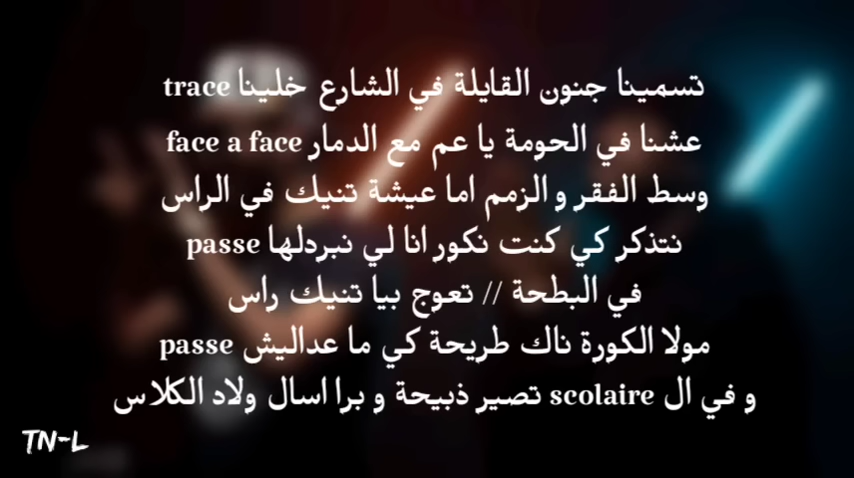 تسمينا جنون القايلة في الشارع خلينا trace
عشنا في الحومة يا عم مع الدمار face a face
وسط الفقر و الزمم اما عيشة تنيك في الراس
نتذكر كي كنت نكور انا لي نبردلها passe
في البطحة // تعوج بيا تنيك راس
مولا الكورة ناك طريحة كي ما عداليش passe
و في ال scolaire تصير ذبيحة و برا اسال ولاد الكلاس
TN-L